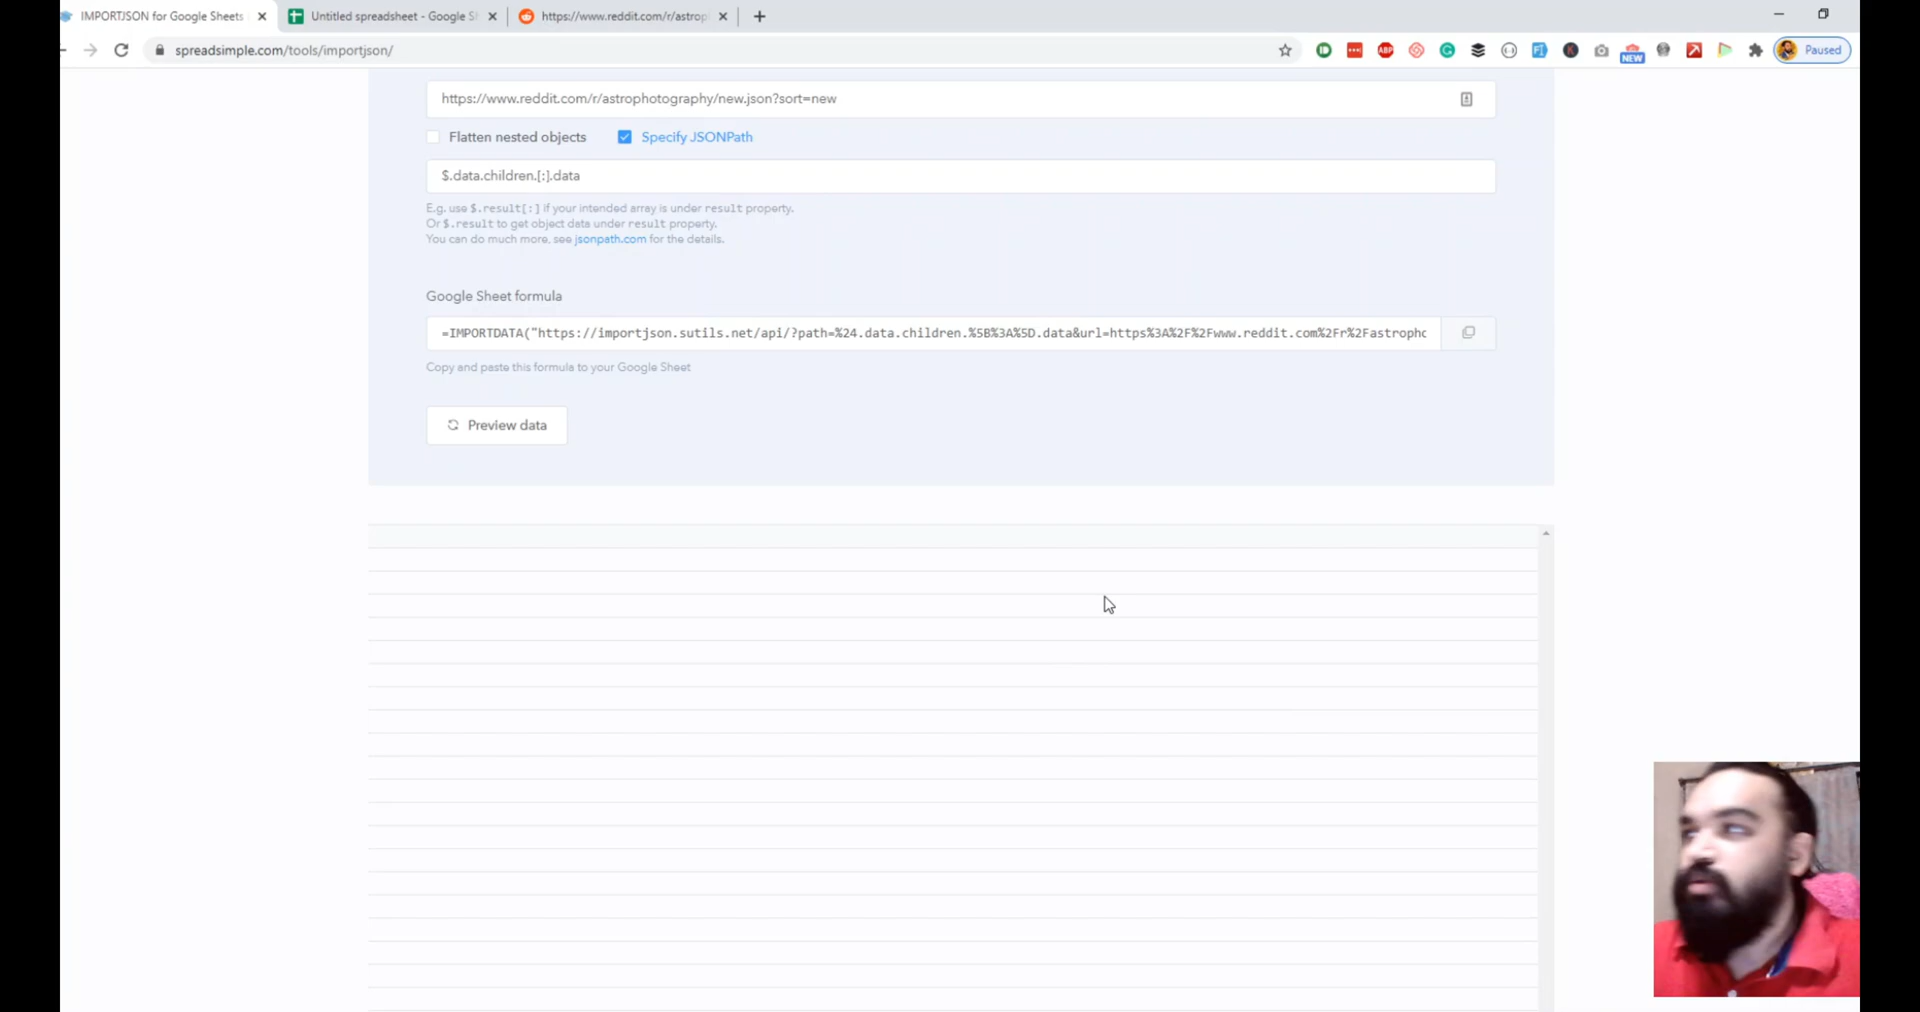 IMPORTJSON for Google Sheets
Untitled spreadsheet - Google S
https://www.reddit.com/r/astrop
spreadsimple.com/tools/importjson/
ABP
NEW
Paused
https://www.reddit.com/r/astrophotography/new.json?sort=new
Flatten nested objects
Specify JSONPath
$.data.children.[:].data
E.g. use $.result[:] if your intended array is under result property.
Or $.result to get object data under result property.
You can do much more, see jsonpath.com for the details.
Google Sheet formula
=IMPORTDATA("https://importjson.sutils.net/api/?path=%24.data.children.%5B%3A%5D.data&url=https%3A%2F%2Fwww.reddit.com%2Fr%2Fastropho
Copy and paste this formula to your Google Sheet
Preview data